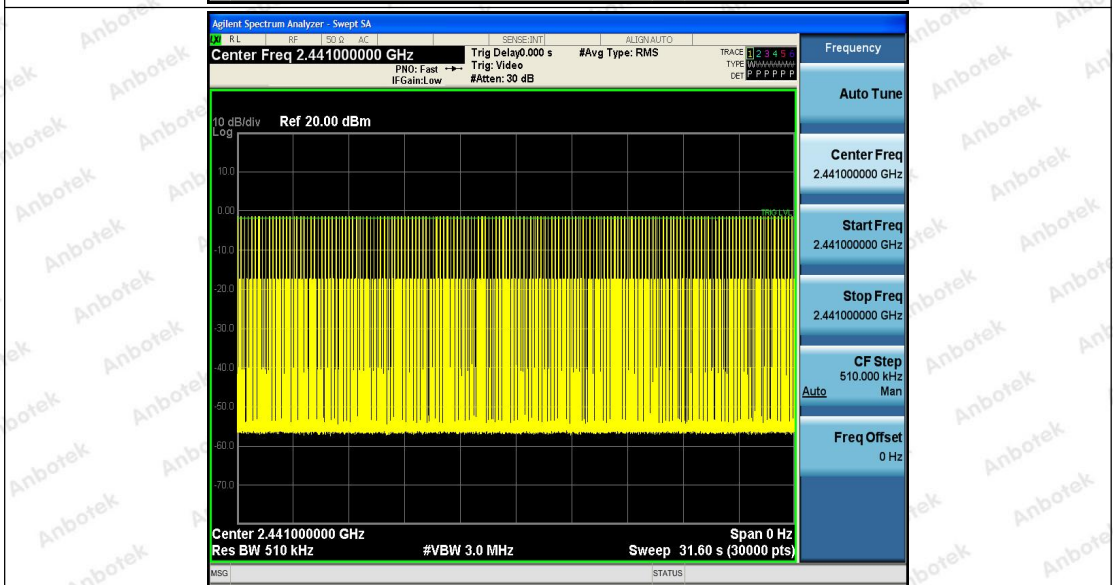 Agilent Spectrum Analyzer - Swept SA
RL RF 50 Ω AC SENSE:INT ALIGN AUTO
Center Freq 2.441000000 GHz
PNO: Fast
IFGain:Low
Trig Delay0.000 s
Trig: Video
#Atten: 30 dB
#Avg Type: RMS
TRACE 1 2 3 4 5 6
TYPE
DET P P P P P P
10 dB/div Ref 20.00 dBm
Log
10.0
0.00
TRIG LVL
-10.0
-20.0
-30.0
-40.0
-50.0
-60.0
-70.0
Center 2.441000000 GHz Span 0 Hz
Res BW 510 kHz #VBW 3.0 MHz Sweep 31.60 s (30000 pts)
MSG STATUS
Frequency
Auto Tune
Center Freq
2.441000000 GHz
Start Freq
2.441000000 GHz
Stop Freq
2.441000000 GHz
CF Step
510.000 kHz
Auto Man
Freq Offset
0 Hz
Anbotek